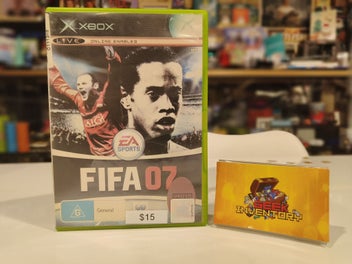 XBOX
LIVE ONLINE ENABLED
EA
SPORTS
FIFA 07
G
General
$15
GEEK
INVENTORY